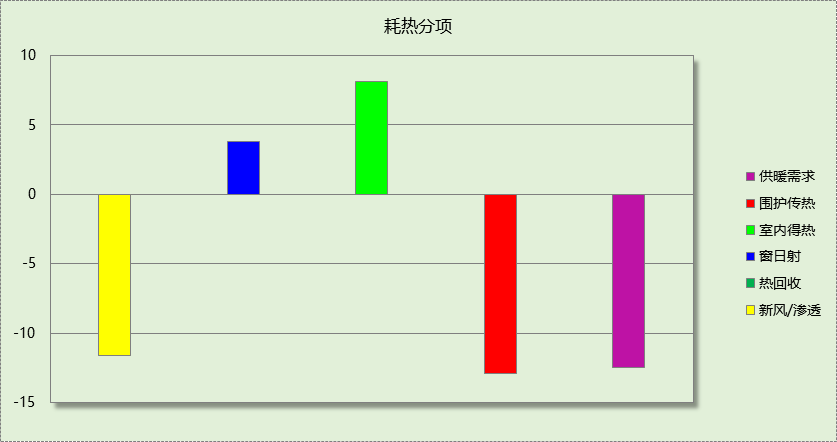 耗热分项
10
5
0
-5
-10
-15
供暖需求
围护传热
室内得热
窗日射
热回收
新风/渗透